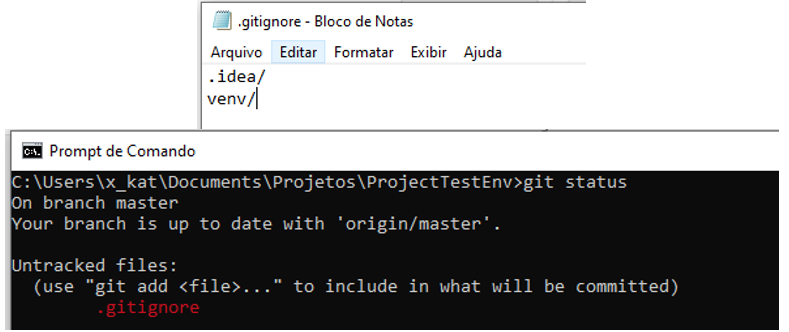 .gitignore - Bloco de Notas
Arquivo Editar Formatar Exibir Ajuda
.idea/
venv/
Prompt de Comando
C:\Users\x_kat\Documents\Projetos\ProjectTestEnv>git status
On branch master
Your branch is up to date with 'origin/master'.
Untracked files:
(use "git add <file>..." to include in what will be committed)
.gitignore